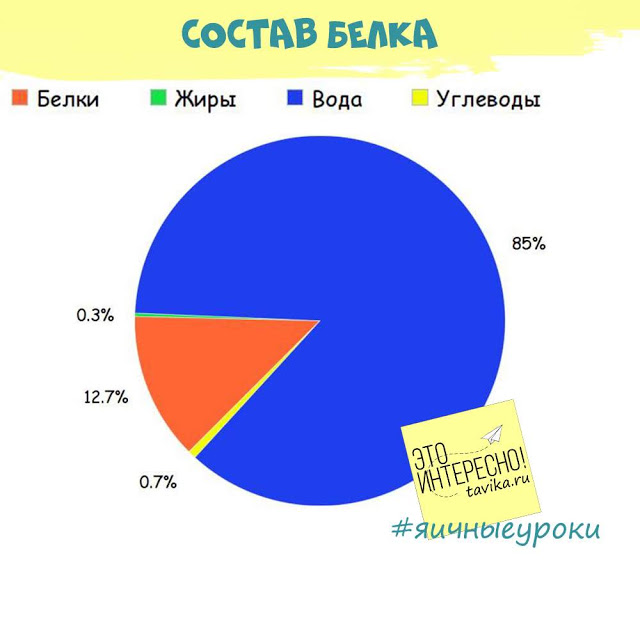 СОСТАВ БЕЛКА
Белки Жиры Вода Углеводы
85%
0.3%
12.7%
0.7%
ЭТО
ИНТЕРЕСНО!
tavika.ru
#яичныеуроки